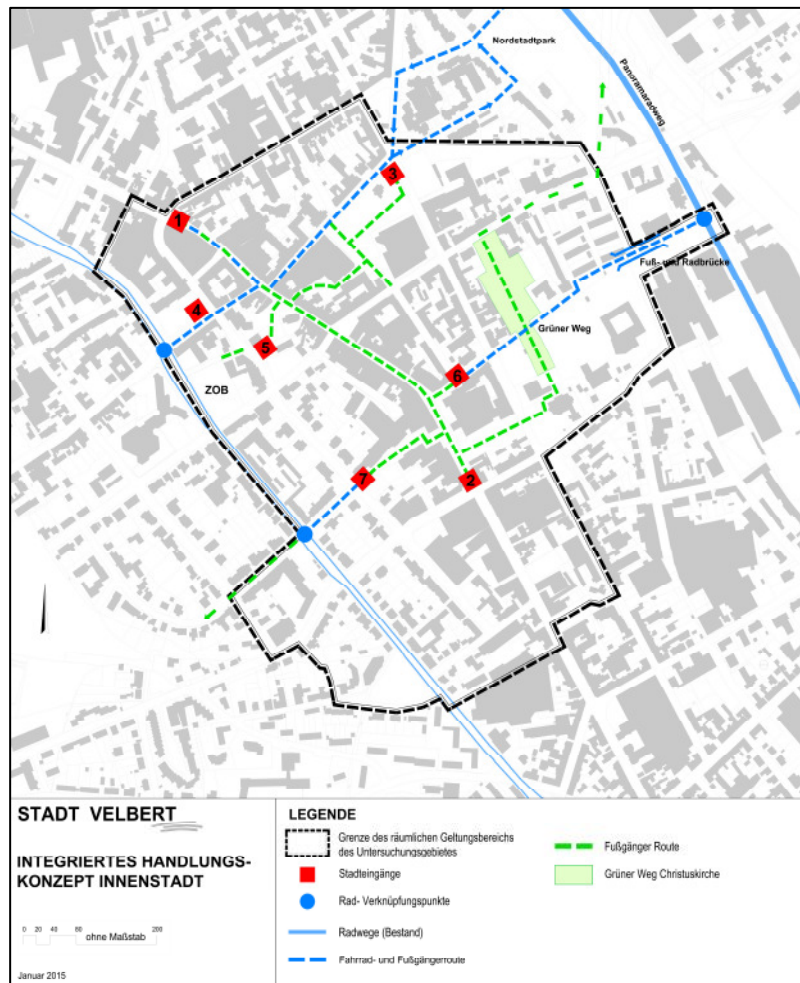 Nordstadtpark
Panoramaradweg
3
1
Fuß- und Radbrücke
4
Grüner Weg
5
6
ZOB
7
2
STADT VELBERT
INTEGRIERTES HANDLUNGS-
KONZEPT INNENSTADT
0 20 40 80 ohne Maßstab 200
Januar 2015
LEGENDE
Grenze des räumlichen Geltungsbereichs
des Untersuchungsgebietes
Stadteingänge
Rad- Verknüpfungspunkte
Radwege (Bestand)
Fahrrad- und Fußgängerroute
Fußgänger Route
Grüner Weg Christuskirche